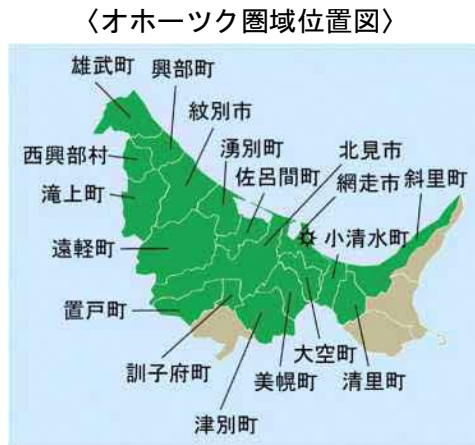 〈オホーツク圏域位置図〉
雄武町
興部町
紋別市
西興部村
湧別町
北見市
滝上町
佐呂間町
網走市
斜里町
小清水町
遠軽町
置戸町
訓子府町
大空町
美幌町
清里町
津別町